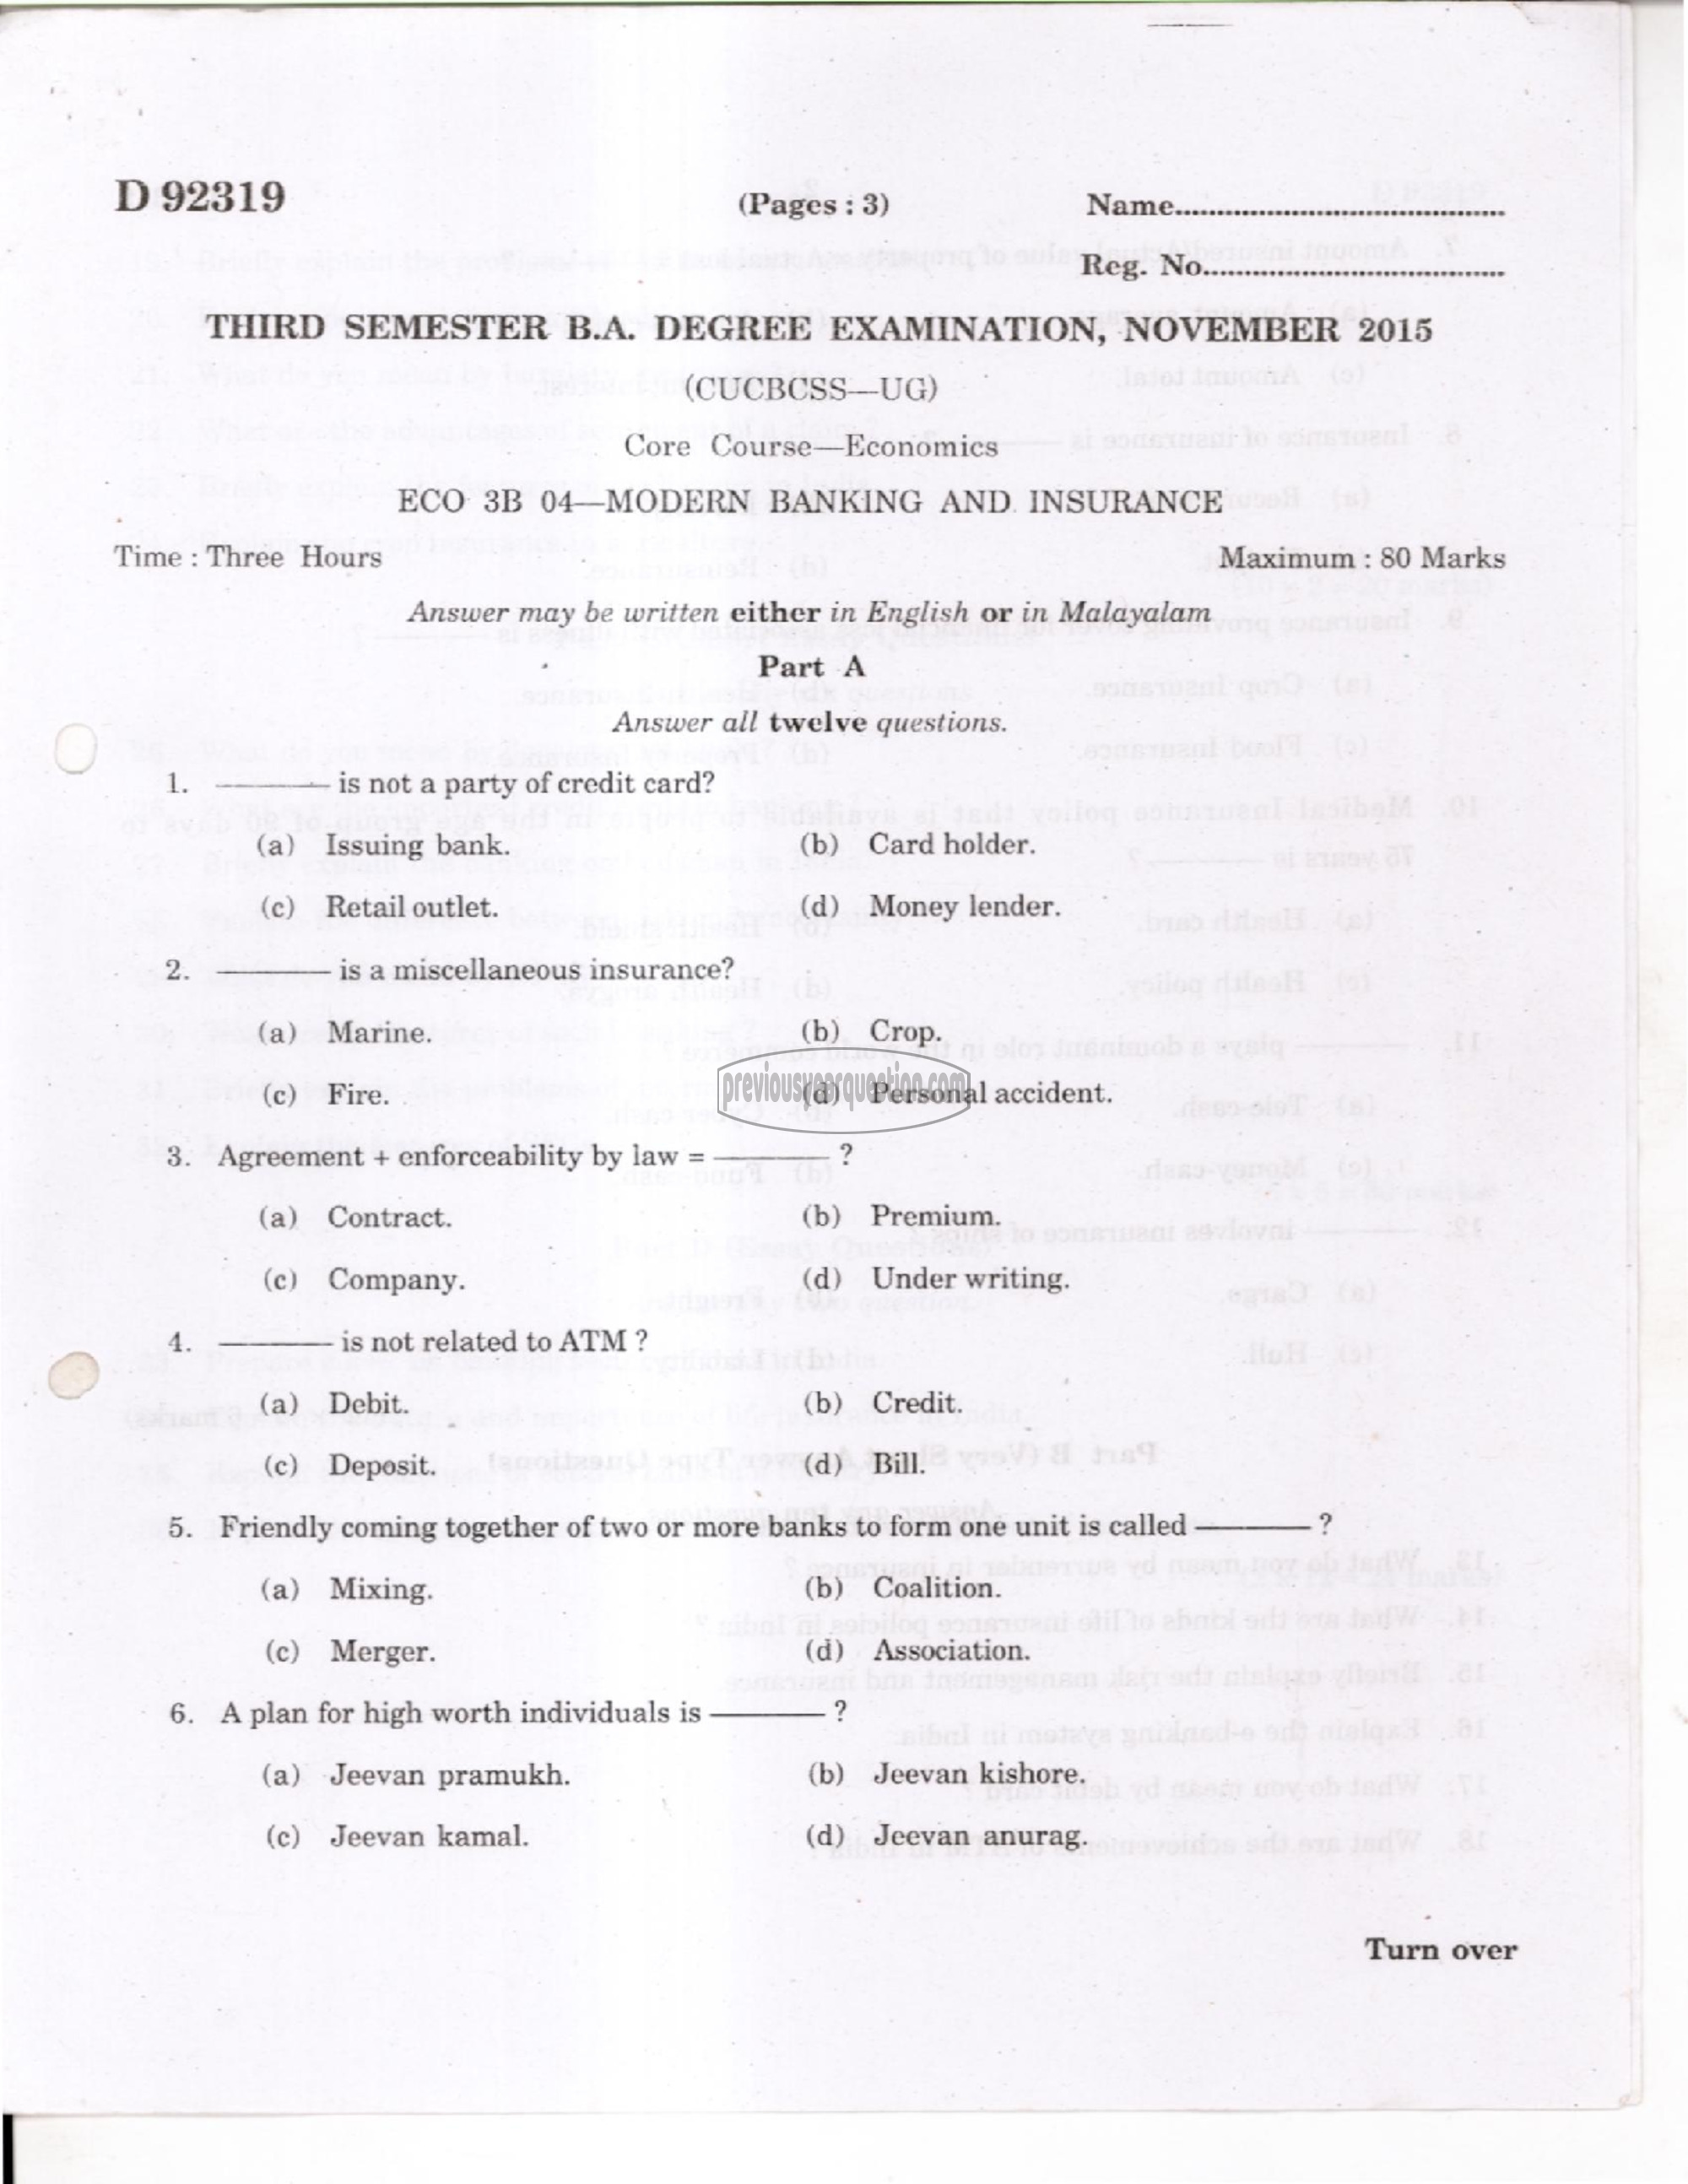 D 92319
(Pages : 3)
Name......................................
Reg. No....................................
THIRD SEMESTER B.A. DEGREE EXAMINATION, NOVEMBER 2015
(CUCBCSS—UG)
Core Course—Economics
ECO 3B 04—MODERN BANKING AND INSURANCE
Time : Three Hours
Maximum : 80 Marks
Answer may be written either in English or in Malayalam
Part A
Answer all twelve questions.
1. ———— is not a party of credit card?
(a) Issuing bank. (b) Card holder.
(c) Retail outlet. (d) Money lender.
2. ———— is a miscellaneous insurance?
(a) Marine. (b) Crop.
previousyearquestion.com
(c) Fire. (d) Personal accident.
3. Agreement + enforceability by law = ———— ?
(a) Contract. (b) Premium.
(c) Company. (d) Under writing.
4. ———— is not related to ATM ?
(a) Debit. (b) Credit.
(c) Deposit. (d) Bill.
5. Friendly coming together of two or more banks to form one unit is called ———— ?
(a) Mixing. (b) Coalition.
(c) Merger. (d) Association.
6. A plan for high worth individuals is ———— ?
(a) Jeevan pramukh. (b) Jeevan kishore.
(c) Jeevan kamal. (d) Jeevan anurag.
Turn over